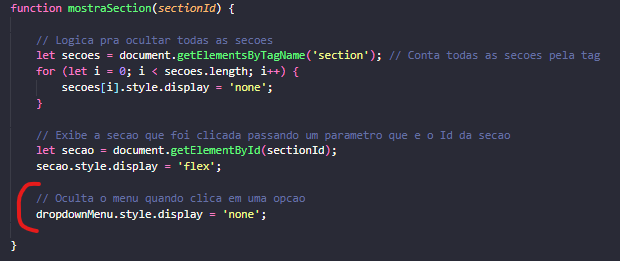 function mostraSection(sectionId) {
// Logica pra ocultar todas as secoes
let secoes = document.getElementsByTagName('section'); // Conta todas as secoes pela tag
for (let i = 0; i < secoes.length; i++) {
secoes[i].style.display = 'none';
}
// Exibe a secao que foi clicada passando um parametro que e o Id da secao
let secao = document.getElementById(sectionId);
secao.style.display = 'flex';
// Oculta o menu quando clica em uma opcao
dropdownMenu.style.display = 'none';
}